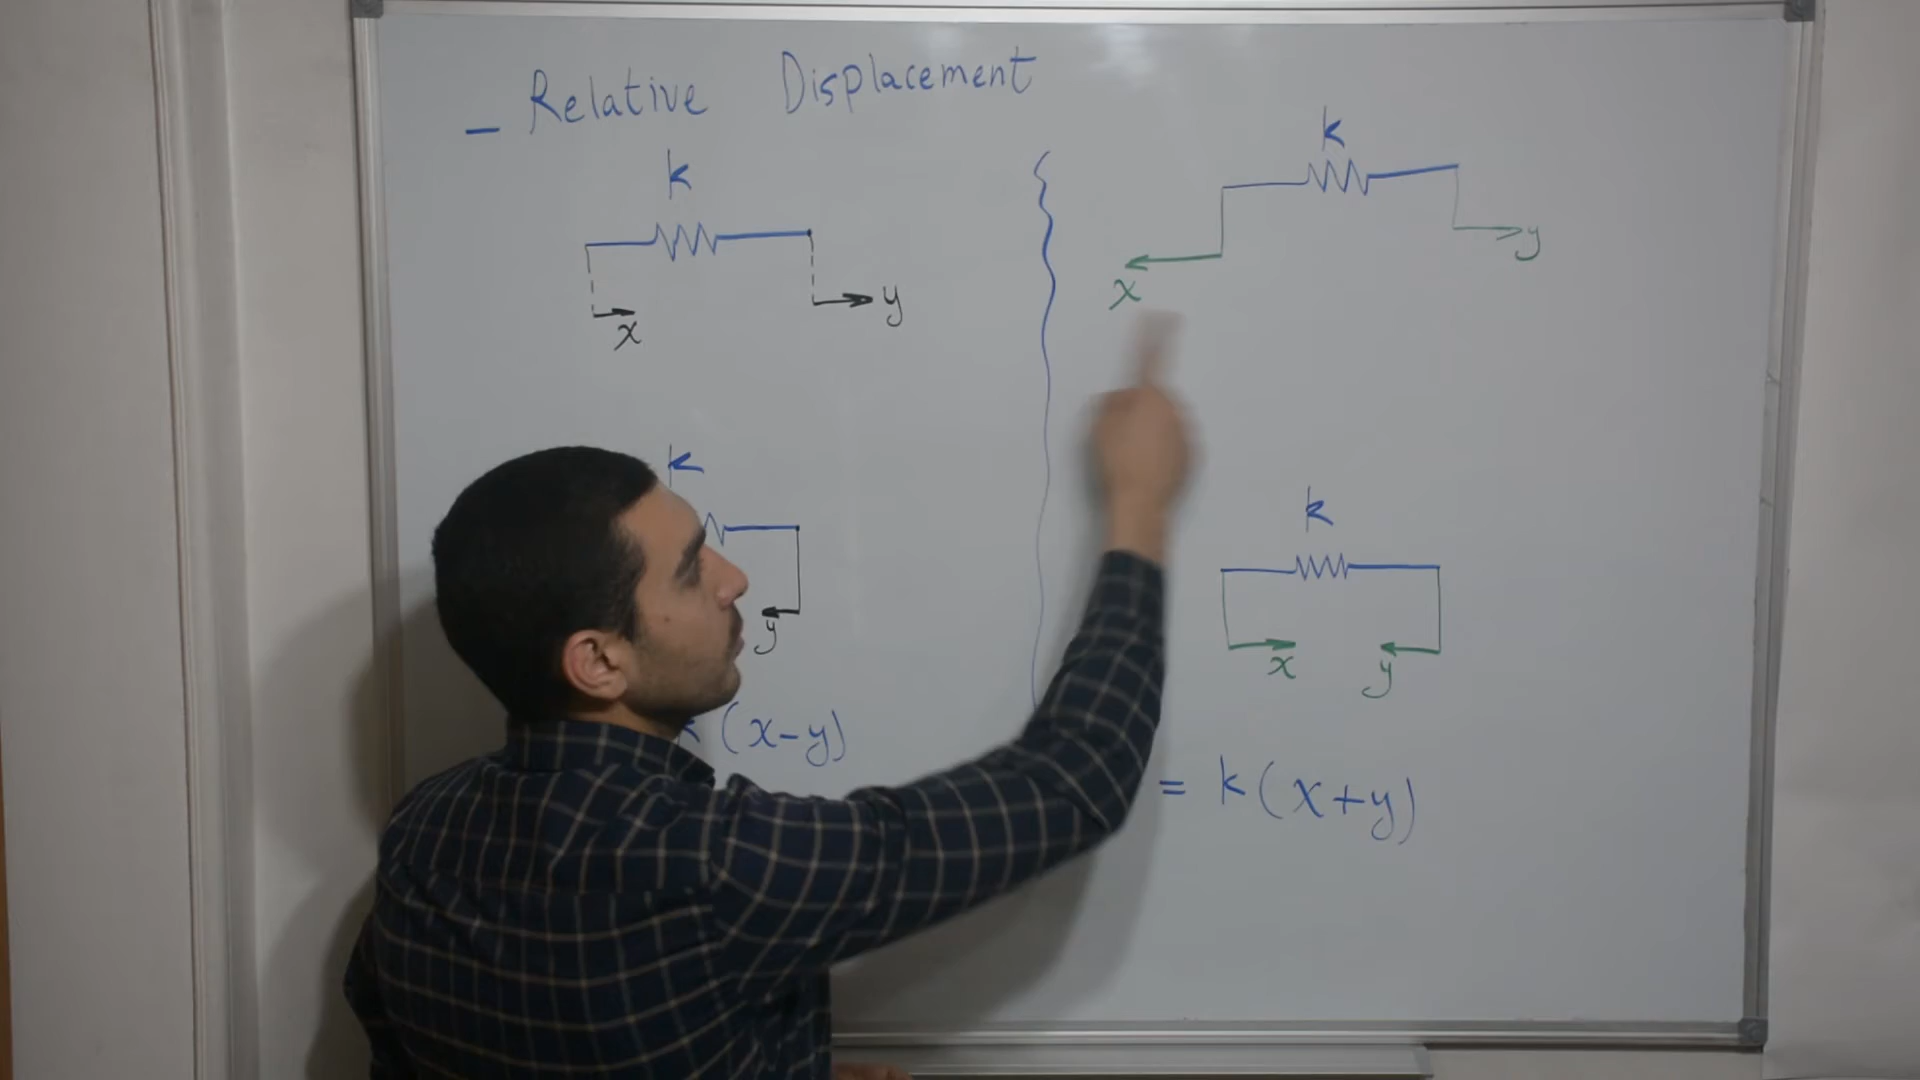 - Relative Displacement
k
x
y
k
y
k (x-y)
k
x
y
k
x
y
= k (x+y)